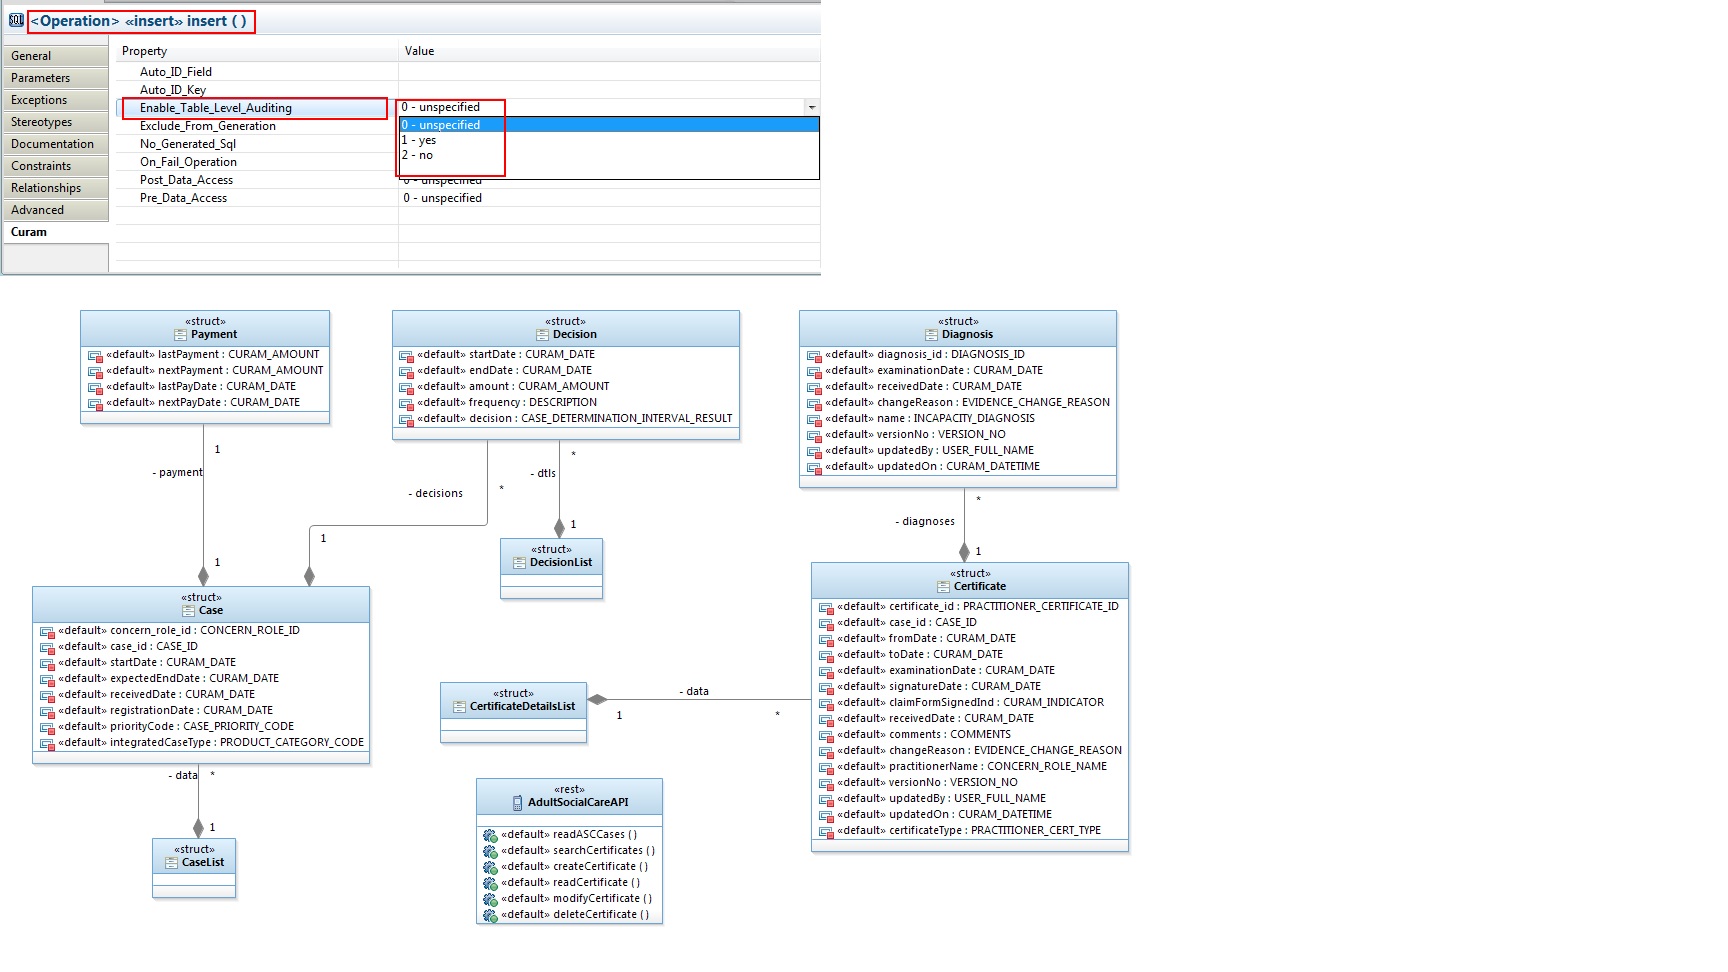 SQL <Operation> «insert» insert ( )
General
Parameters
Exceptions
Stereotypes
Documentation
Constraints
Relationships
Advanced
Curam
Property Value
Auto_ID_Field
Auto_ID_Key
Enable_Table_Level_Auditing 0 - unspecified
Exclude_From_Generation 0 - unspecified
No_Generated_Sql 1 - yes
On_Fail_Operation 2 - no
Post_Data_Access 0 - unspecified
Pre_Data_Access 0 - unspecified
«struct»
Payment
«default» lastPayment : CURAM_AMOUNT
«default» nextPayment : CURAM_AMOUNT
«default» lastPayDate : CURAM_DATE
«default» nextPayDate : CURAM_DATE
«struct»
Decision
«default» startDate : CURAM_DATE
«default» endDate : CURAM_DATE
«default» amount : CURAM_AMOUNT
«default» frequency : DESCRIPTION
«default» decision : CASE_DETERMINATION_INTERVAL_RESULT
«struct»
Diagnosis
«default» diagnosis_id : DIAGNOSIS_ID
«default» examinationDate : CURAM_DATE
«default» receivedDate : CURAM_DATE
«default» changeReason : EVIDENCE_CHANGE_REASON
«default» name : INCAPACITY_DIAGNOSIS
«default» versionNo : VERSION_NO
«default» updatedBy : USER_FULL_NAME
«default» updatedOn : CURAM_DATETIME
1
- payment
1
*
- decisions
1
*
- dtls
1
*
- diagnoses
1
«struct»
DecisionList
«struct»
Case
«default» concern_role_id : CONCERN_ROLE_ID
«default» case_id : CASE_ID
«default» startDate : CURAM_DATE
«default» expectedEndDate : CURAM_DATE
«default» receivedDate : CURAM_DATE
«default» registrationDate : CURAM_DATE
«default» priorityCode : CASE_PRIORITY_CODE
«default» integratedCaseType : PRODUCT_CATEGORY_CODE
- data *
1
«struct»
CaseList
«struct»
CertificateDetailsList
- data
1 *
«struct»
Certificate
«default» certificate_id : PRACTITIONER_CERTIFICATE_ID
«default» case_id : CASE_ID
«default» fromDate : CURAM_DATE
«default» toDate : CURAM_DATE
«default» examinationDate : CURAM_DATE
«default» signatureDate : CURAM_DATE
«default» claimFormSignedInd : CURAM_INDICATOR
«default» receivedDate : CURAM_DATE
«default» comments : COMMENTS
«default» changeReason : EVIDENCE_CHANGE_REASON
«default» practitionerName : CONCERN_ROLE_NAME
«default» versionNo : VERSION_NO
«default» updatedBy : USER_FULL_NAME
«default» updatedOn : CURAM_DATETIME
«default» certificateType : PRACTITIONER_CERT_TYPE
«rest»
AdultSocialCareAPI
«default» readASCCases ( )
«default» searchCertificates ( )
«default» createCertificate ( )
«default» readCertificate ( )
«default» modifyCertificate ( )
«default» deleteCertificate ( )